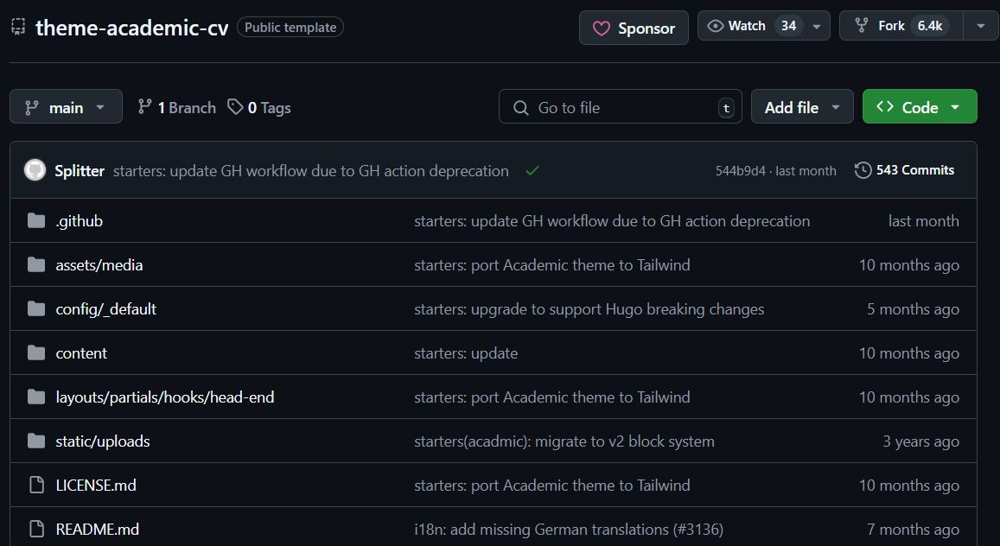 theme-academic-cv Public template Sponsor Watch 34 Fork 6.4k
main 1 Branch 0 Tags Go to file t Add file Code
Splitter starters: update GH workflow due to GH action deprecation 544b9d4 · last month 543 Commits
.github starters: update GH workflow due to GH action deprecation last month
assets/media starters: port Academic theme to Tailwind 10 months ago
config/_default starters: upgrade to support Hugo breaking changes 5 months ago
content starters: update 10 months ago
layouts/partials/hooks/head-end starters: port Academic theme to Tailwind 10 months ago
static/uploads starters(acadmic): migrate to v2 block system 3 years ago
LICENSE.md starters: port Academic theme to Tailwind 10 months ago
README.md i18n: add missing German translations (#3136) 7 months ago